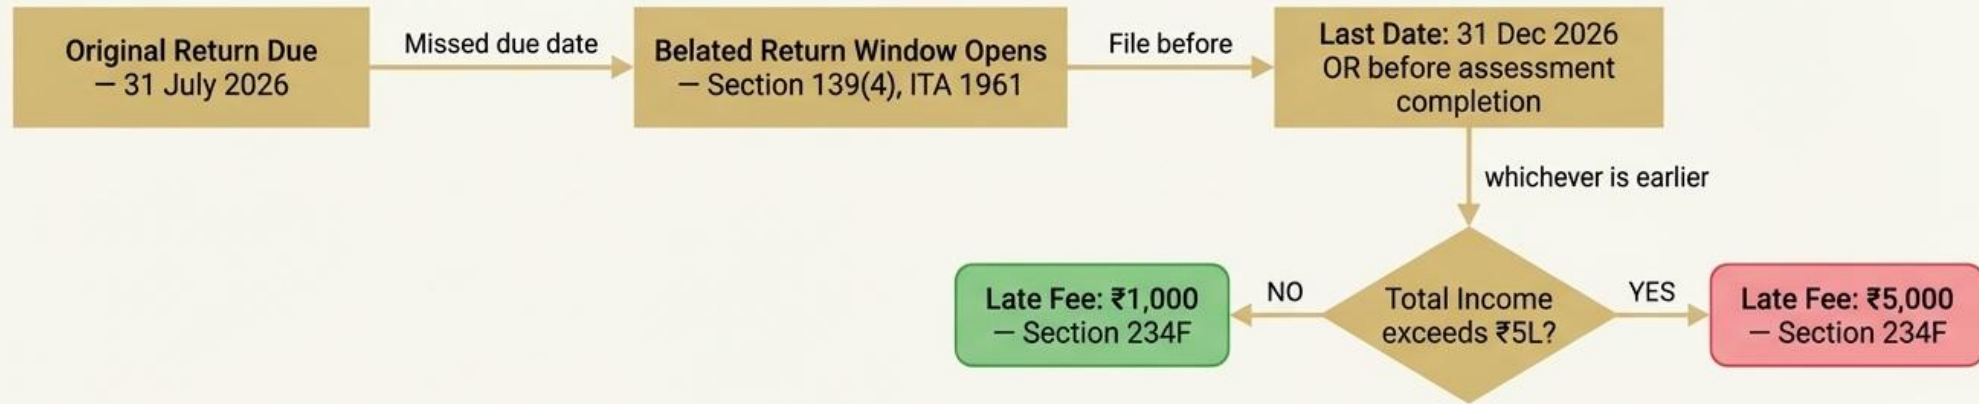 Original Return Due
— 31 July 2026
Missed due date
Belated Return Window Opens
— Section 139(4), ITA 1961
File before
Last Date: 31 Dec 2026
OR before assessment
completion
whichever is earlier
Late Fee: ₹1,000
— Section 234F
NO
Total Income
exceeds ₹5L?
YES
Late Fee: ₹5,000
— Section 234F